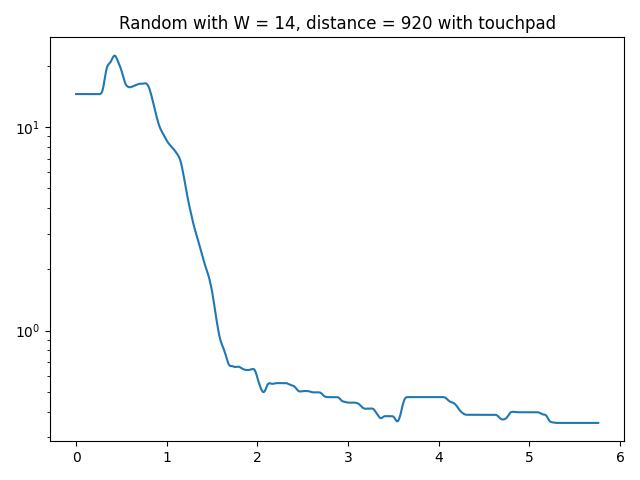 Random with W = 14, distance = 920 with touchpad
10¹
10⁰
0 1 2 3 4 5 6